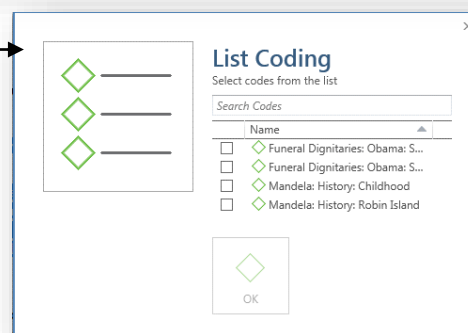 List Coding
Select codes from the list
Search Codes
Name
Funeral Dignitaries: Obama: S...
Funeral Dignitaries: Obama: S...
Mandela: History: Childhood
Mandela: History: Robin Island
OK